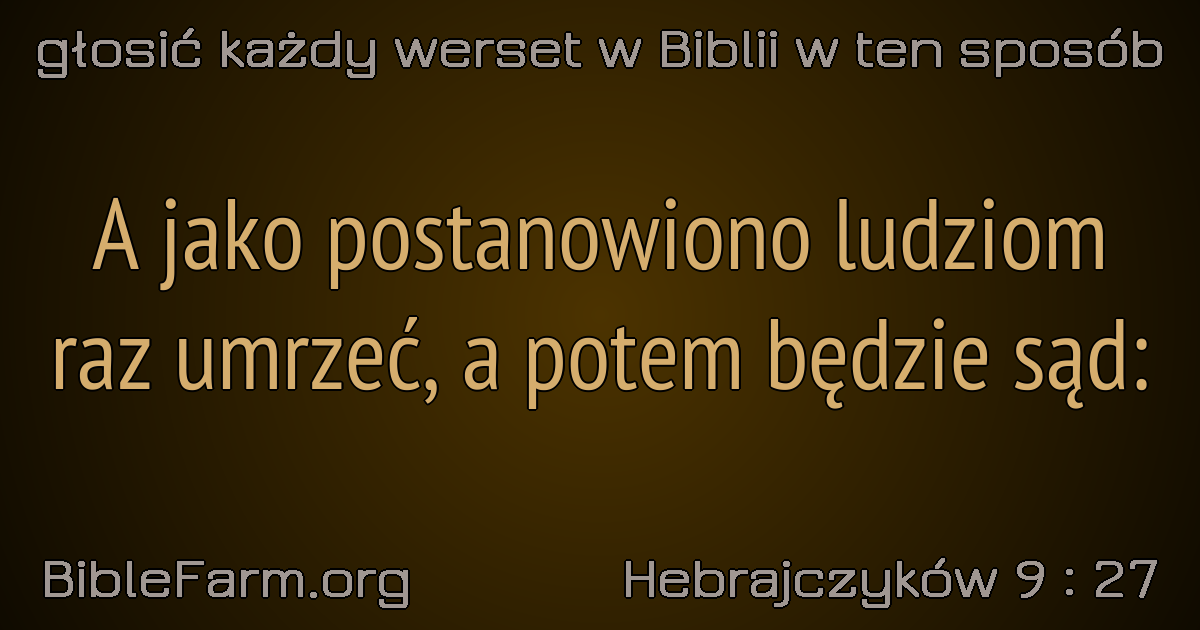 głosić każdy werset w Biblii w ten sposób
A jako postanowiono ludziom
raz umrzeć, a potem będzie sąd:
BibleFarm.org
Hebrajczyków 9 : 27